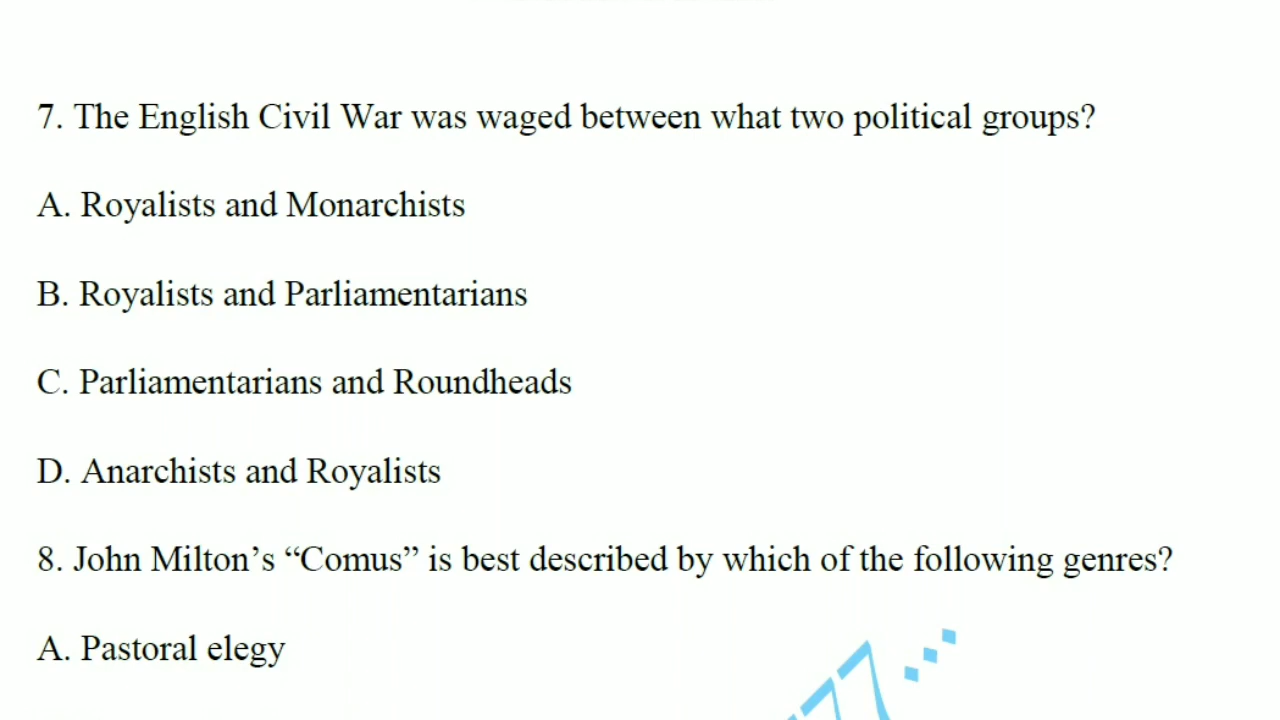 7. The English Civil War was waged between what two political groups?
A. Royalists and Monarchists
B. Royalists and Parliamentarians
C. Parliamentarians and Roundheads
D. Anarchists and Royalists
8. John Milton’s “Comus” is best described by which of the following genres?
A. Pastoral elegy